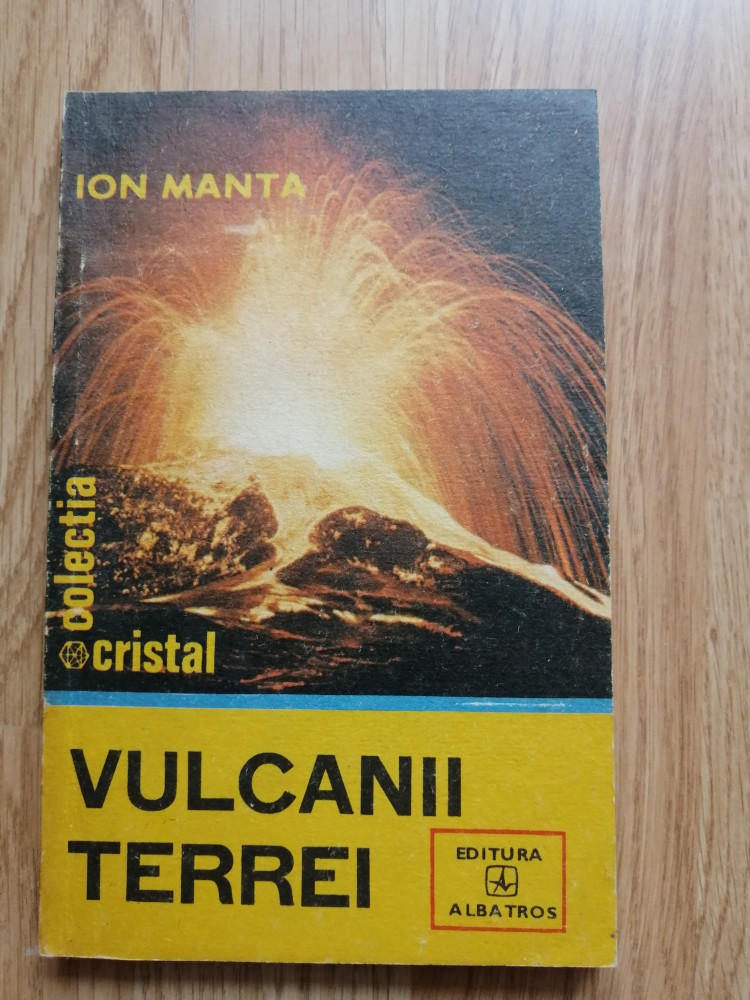 ION MANTA
colectia
cristal
VULCANII
TERREI
EDITURA
ALBATROS